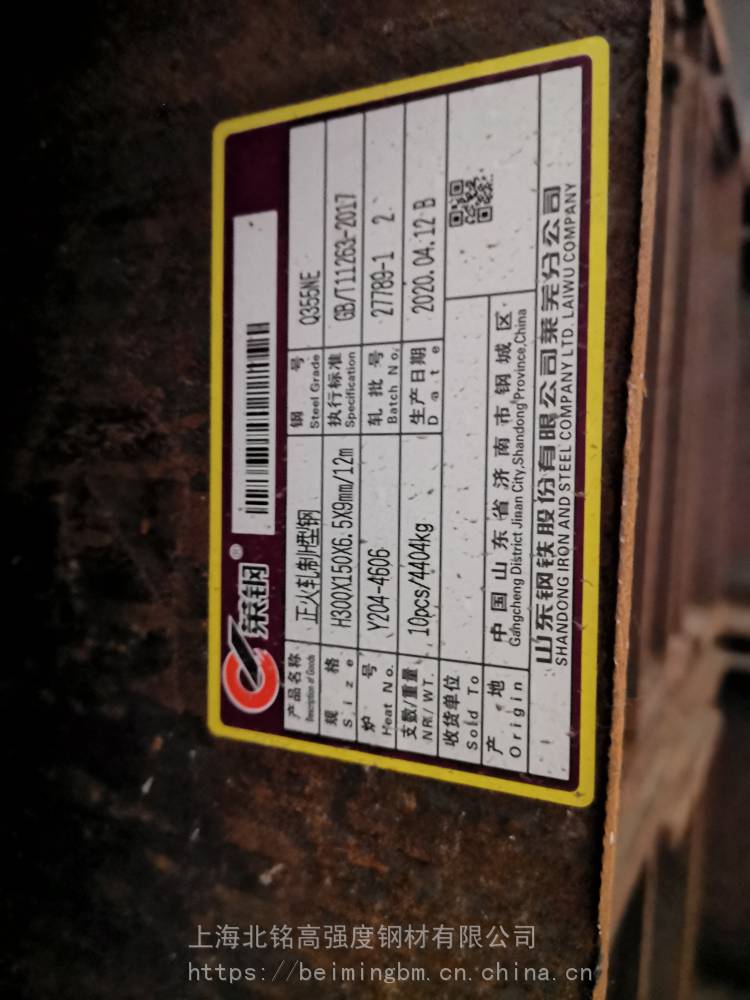 莱钢®
产品名称 正火轧制H型钢 钢号 Q355NE
Description of Goods Steel Grade
规格 H300X150X6.5X9mm/12m 执行标准 GB/T11263-2017
Size Specification
炉号 Y204-4606 轧批号 27789-1 2
Heat No. Batch No.
支数/重量 10pcs/4404kg 生产日期 2020.04.12 B
NR./WT. Date
收货单位
Sold To
产地 中国山东省济南市钢城区
Origin Gangcheng District Jinan City,Shandong Province,China
山东钢铁股份有限公司莱芜分公司
SHANDONG IRON AND STEEL COMPANY LTD. LAIWU COMPANY
上海北铭高强度钢材有限公司
https://beimingbm.cn.china.cn